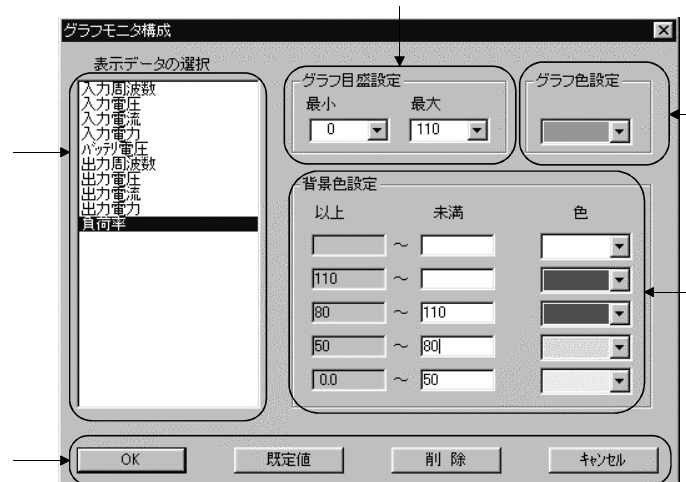 グラフモニタ構成
表示データの選択
入力周波数
入力電圧
入力電流
入力電力
バッテリ電圧
出力周波数
出力電圧
出力電流
出力電力
負荷率
グラフ目盛設定
最小 最大
0 110
グラフ色設定
背景色設定
以上 未満 色
～
110 ～
80 ～ 110
50 ～ 80
0.0 ～ 50
OK 既定値 削 除 キャンセル